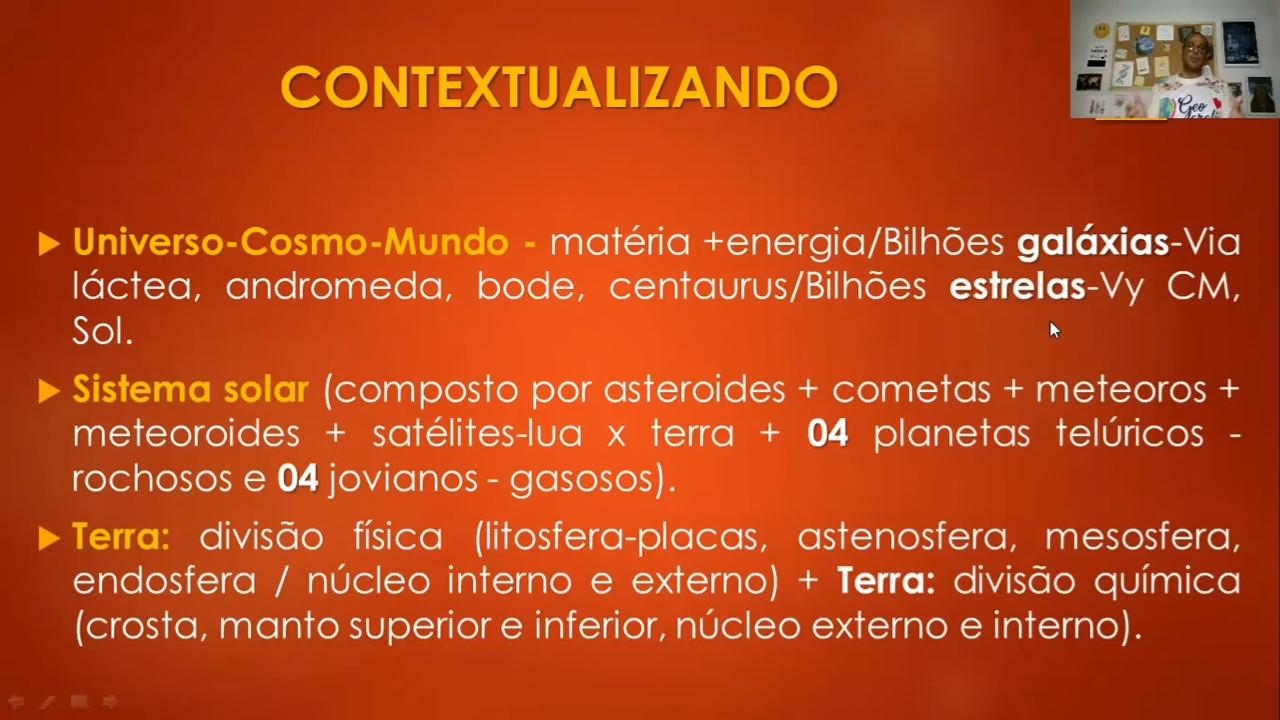 CONTEXTUALIZANDO
Geo
Universo-Cosmo-Mundo - matéria +energia/Bilhões galáxias-Via
láctea, andromeda, bode, centaurus/Bilhões estrelas-Vy CM,
Sol.
Sistema solar (composto por asteroides + cometas + meteoros +
meteoroides + satélites-lua x terra + 04 planetas telúricos -
rochosos e 04 jovianos - gasosos).
Terra: divisão física (litosfera-placas, astenosfera, mesosfera,
endosfera / núcleo interno e externo) + Terra: divisão química
(crosta, manto superior e inferior, núcleo externo e interno).